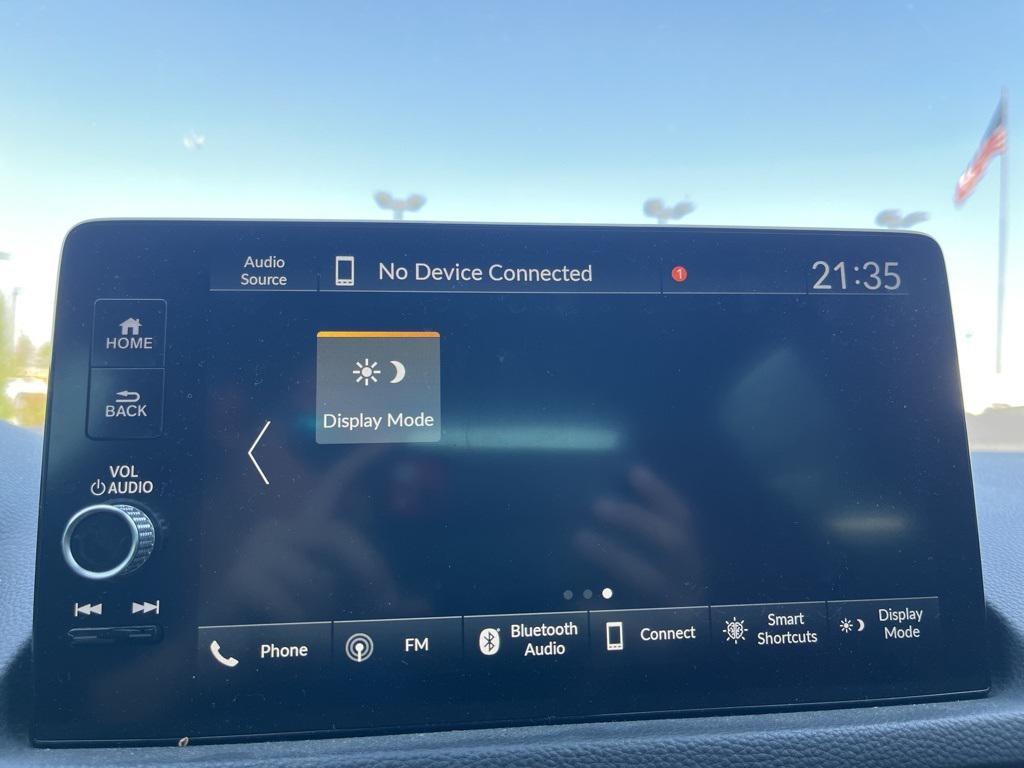 Audio
Source
No Device Connected
1
21:35
HOME
BACK
Display Mode
VOL
AUDIO
Phone
FM
Bluetooth
Audio
Connect
Smart
Shortcuts
Display
Mode